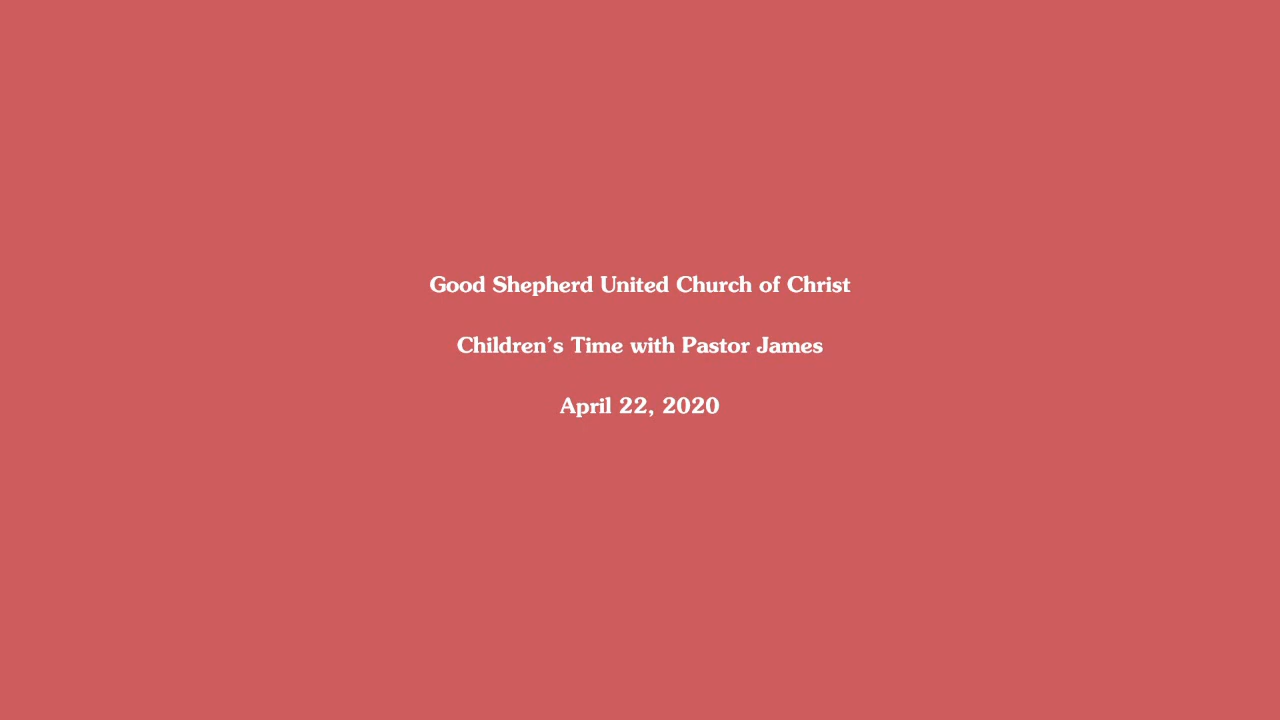 Good Shepherd United Church of Christ
Children’s Time with Pastor James
April 22, 2020